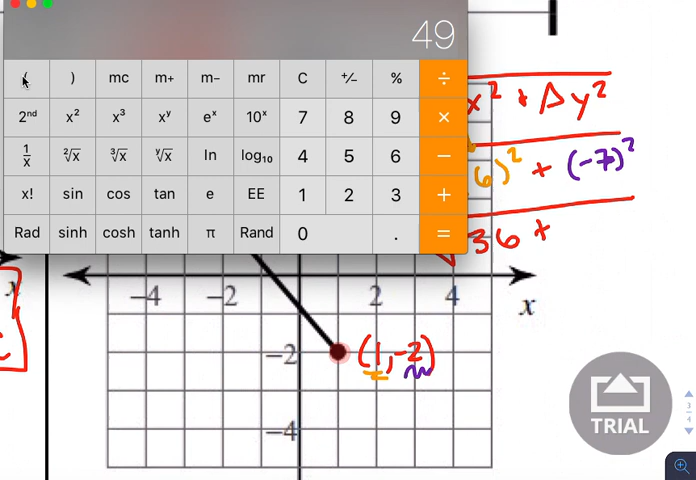 49
( ) mc m+ m- mr C +/- % ÷
2nd x² x³ xʸ eˣ 10ˣ 7 8 9 ×
1/x ²√x ³√x ʸ√x ln log₁₀ 4 5 6 −
x! sin cos tan e EE 1 2 3 +
Rad sinh cosh tanh π Rand 0 . =
x² + Δy²
6)² + (-7)²
√36 +
-4 -2 2 4
x
y
(1,-2)
-2
-4
TRIAL
3/4